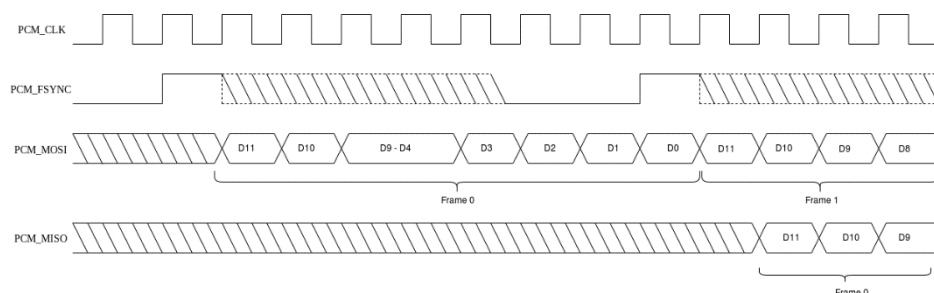 PCM_CLK
PCM_FSYNC
PCM_MOSI D11 D10 D9 - D4 D3 D2 D1 D0 D11 D10 D9 D8
Frame 0 Frame 1
PCM_MISO D11 D10 D9
Frame 0